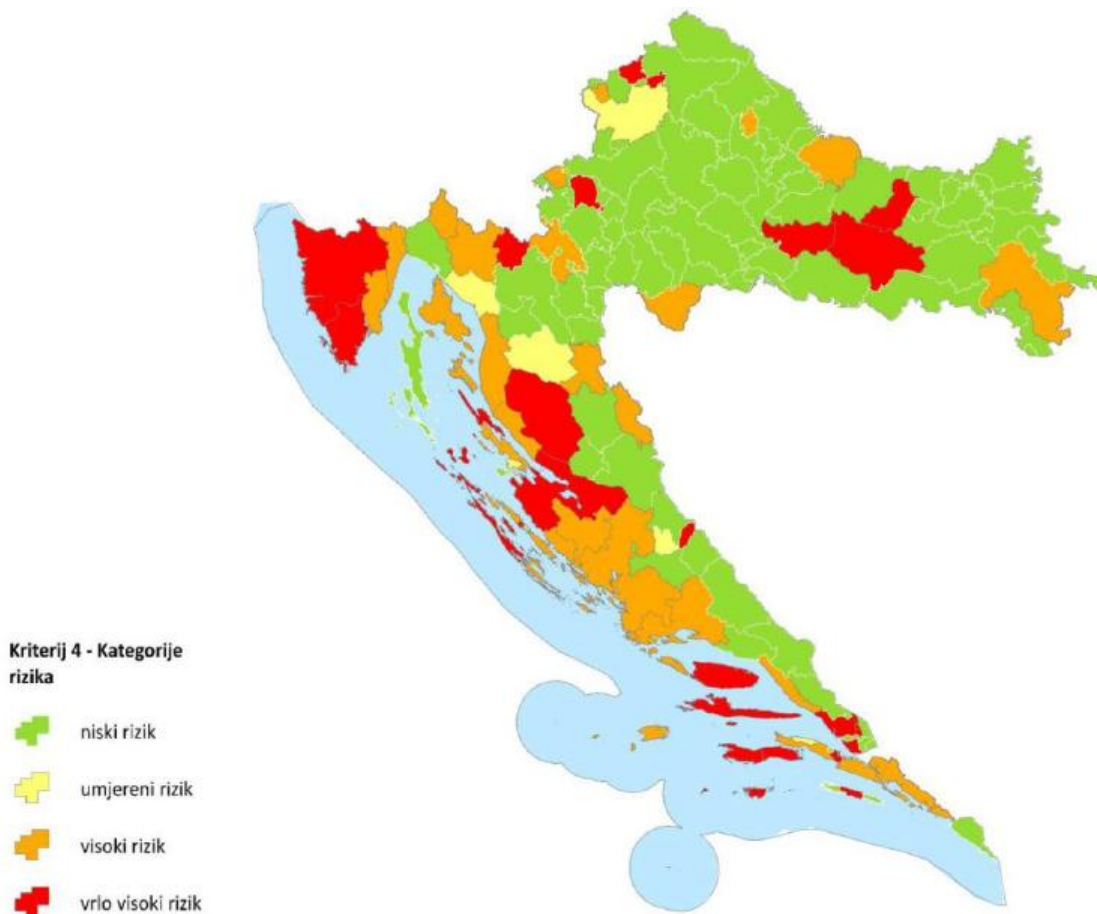 Kriterij 4 - Kategorije
rizika
niski rizik
umjereni rizik
visoki rizik
vrlo visoki rizik